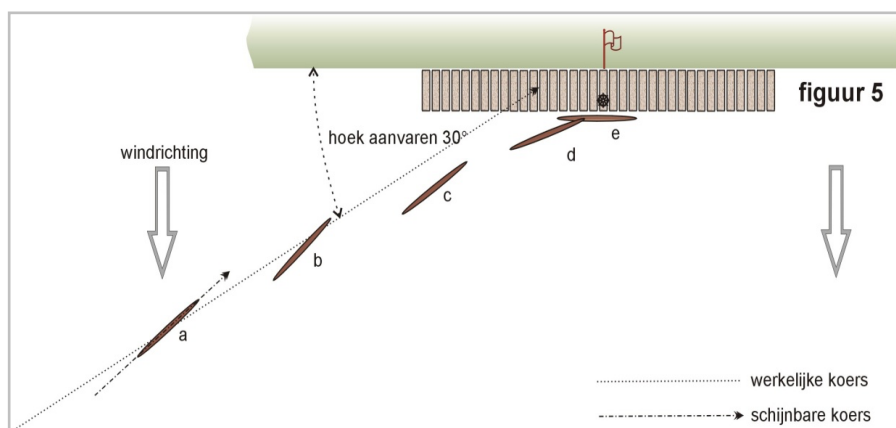 figuur 5
hoek aanvaren 30°
windrichting
e
d
c
b
a
werkelijke koers
schijnbare koers